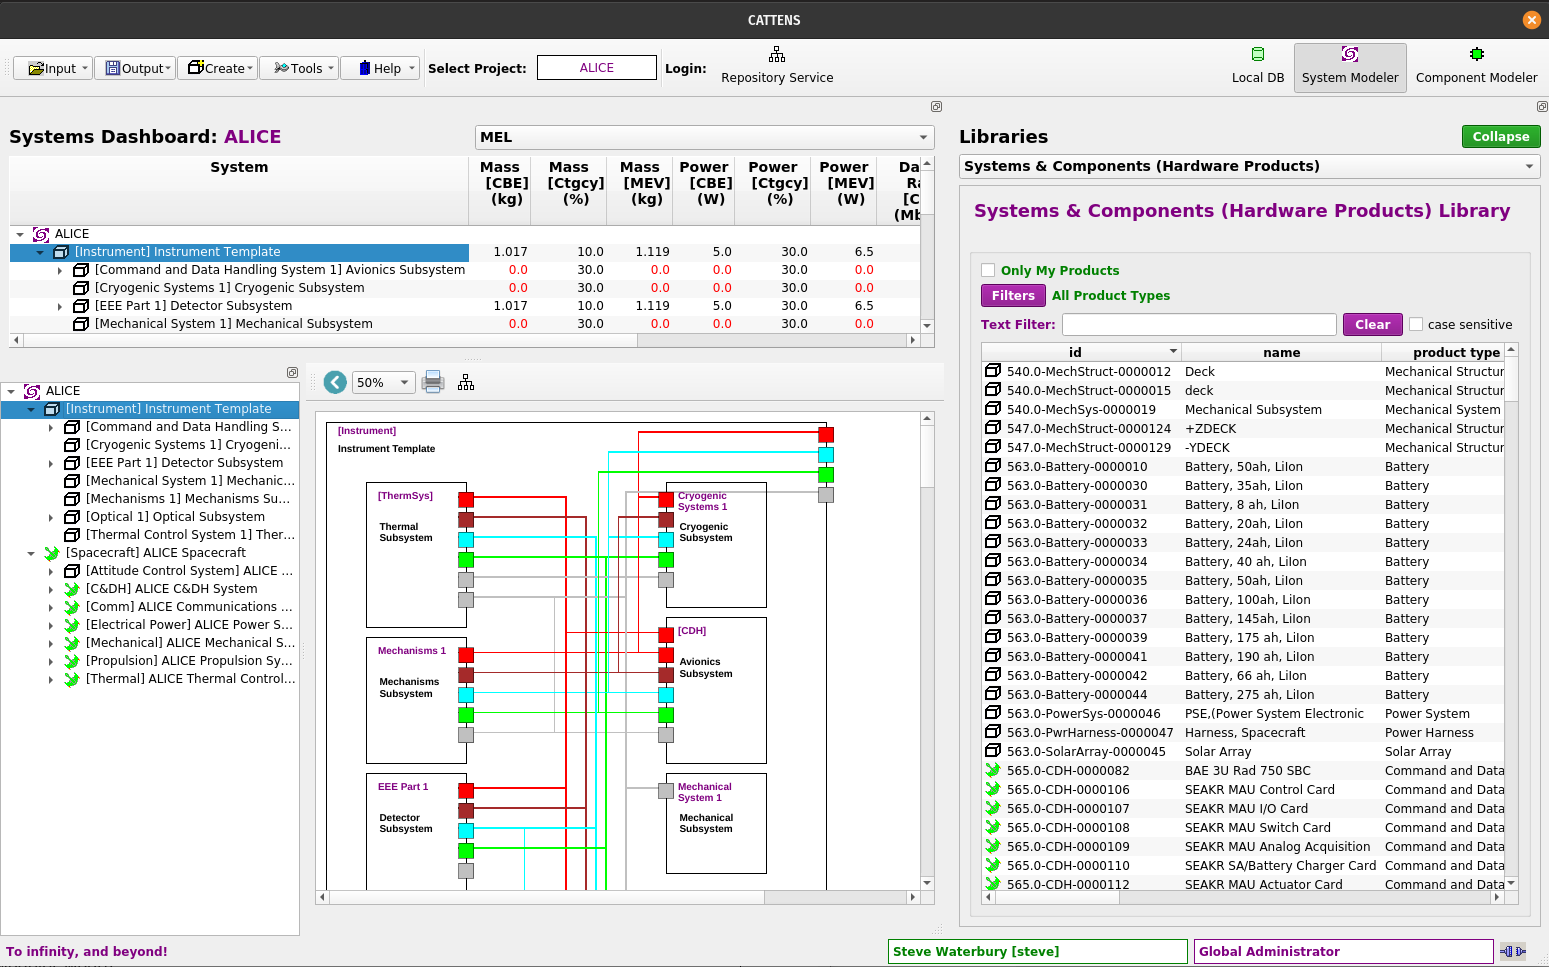 CATTENS
Input
Output
Create
Tools
Help
Select Project:
ALICE
Login:
Repository Service
Local DB
System Modeler
Component Modeler
Systems Dashboard: ALICE
MEL
System
Mass [CBE] (kg)
Mass [Ctgcy] (%)
Mass [MEV] (kg)
Power [CBE] (W)
Power [Ctgcy] (%)
Power [MEV] (W)
ALICE
[Instrument] Instrument Template 1.017 10.0 1.119 5.0 30.0 6.5
[Command and Data Handling System 1] Avionics Subsystem 0.0 30.0 0.0 0.0 30.0 0.0
[Cryogenic Systems 1] Cryogenic Subsystem 0.0 30.0 0.0 0.0 30.0 0.0
[EEE Part 1] Detector Subsystem 1.017 10.0 1.119 5.0 30.0 6.5
[Mechanical System 1] Mechanical Subsystem 0.0 30.0 0.0 0.0 30.0 0.0
ALICE
[Instrument] Instrument Template
[Command and Data Handling S...
[Cryogenic Systems 1] Cryogeni...
[EEE Part 1] Detector Subsystem
[Mechanical System 1] Mechanic...
[Mechanisms 1] Mechanisms Su...
[Optical 1] Optical Subsystem
[Thermal Control System 1] Ther...
[Spacecraft] ALICE Spacecraft
[Attitude Control System] ALICE ...
[C&DH] ALICE C&DH System
[Comm] ALICE Communications ...
[Electrical Power] ALICE Power S...
[Mechanical] ALICE Mechanical S...
[Propulsion] ALICE Propulsion Sy...
[Thermal] ALICE Thermal Control...
50%
[Instrument]
Instrument Template
[ThermSys]
Thermal
Subsystem
Cryogenic
Systems 1
Cryogenic
Subsystem
Mechanisms 1
Mechanisms
Subsystem
[CDH]
Avionics
Subsystem
EEE Part 1
Detector
Subsystem
Mechanical
System 1
Mechanical
Subsystem
Libraries
Collapse
Systems & Components (Hardware Products)
Systems & Components (Hardware Products) Library
Only My Products
Filters
All Product Types
Text Filter:
Clear
case sensitive
id name product type
540.0-MechStruct-0000012 Deck Mechanical Structur
540.0-MechStruct-0000015 deck Mechanical Structur
540.0-MechSys-0000019 Mechanical Subsystem Mechanical System
547.0-MechStruct-0000124 +ZDECK Mechanical Structur
547.0-MechStruct-0000129 -YDECK Mechanical Structur
563.0-Battery-0000010 Battery, 50ah, LiIon Battery
563.0-Battery-0000030 Battery, 35ah, LiIon Battery
563.0-Battery-0000031 Battery, 8 ah, LiIon Battery
563.0-Battery-0000032 Battery, 20ah, LiIon Battery
563.0-Battery-0000033 Battery, 24ah, LiIon Battery
563.0-Battery-0000034 Battery, 40 ah, LiIon Battery
563.0-Battery-0000035 Battery, 50ah, LiIon Battery
563.0-Battery-0000036 Battery, 100ah, LiIon Battery
563.0-Battery-0000037 Battery, 145ah, LiIon Battery
563.0-Battery-0000039 Battery, 175 ah, LiIon Battery
563.0-Battery-0000041 Battery, 190 ah, LiIon Battery
563.0-Battery-0000042 Battery, 66 ah, LiIon Battery
563.0-Battery-0000044 Battery, 275 ah, LiIon Battery
563.0-PowerSys-0000046 PSE,(Power System Electronic Power System
563.0-PwrHarness-0000047 Harness, Spacecraft Power Harness
563.0-SolarArray-0000045 Solar Array Solar Array
565.0-CDH-0000082 BAE 3U Rad 750 SBC Command and Data
565.0-CDH-0000106 SEAKR MAU Control Card Command and Data
565.0-CDH-0000107 SEAKR MAU I/O Card Command and Data
565.0-CDH-0000108 SEAKR MAU Switch Card Command and Data
565.0-CDH-0000109 SEAKR MAU Analog Acquisition Command and Data
565.0-CDH-0000110 SEAKR SA/Battery Charger Card Command and Data
565.0-CDH-0000112 SEAKR MAU Actuator Card Command and Data
To infinity, and beyond!
Steve Waterbury [steve]
Global Administrator